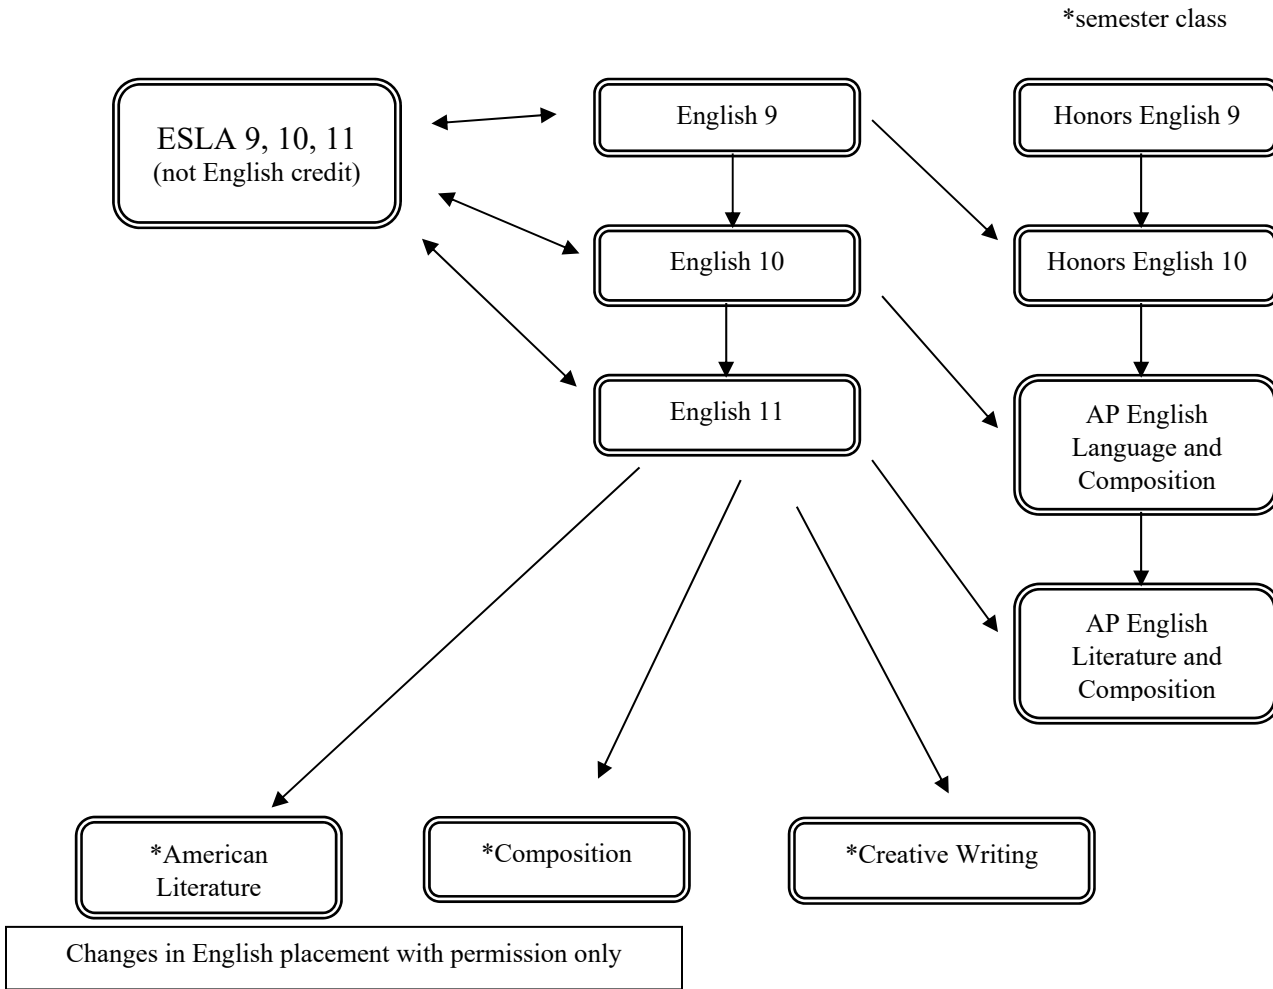 *semester class
ESLA 9, 10, 11
(not English credit)
English 9
Honors English 9
English 10
Honors English 10
English 11
AP English
Language and
Composition
AP English
Literature and
Composition
*American
Literature
*Composition
*Creative Writing
Changes in English placement with permission only